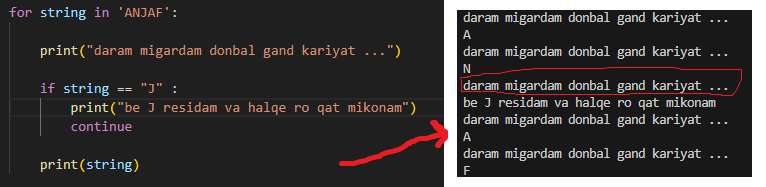 for string in 'ANJAF':
print("daram migardam donbal gand kariyat ...")
if string == "J" :
print("be J residam va halqe ro qat mikonam")
continue
print(string)
daram migardam donbal gand kariyat ...
A
daram migardam donbal gand kariyat ...
N
daram migardam donbal gand kariyat ...
be J residam va halqe ro qat mikonam
daram migardam donbal gand kariyat ...
A
daram migardam donbal gand kariyat ...
F